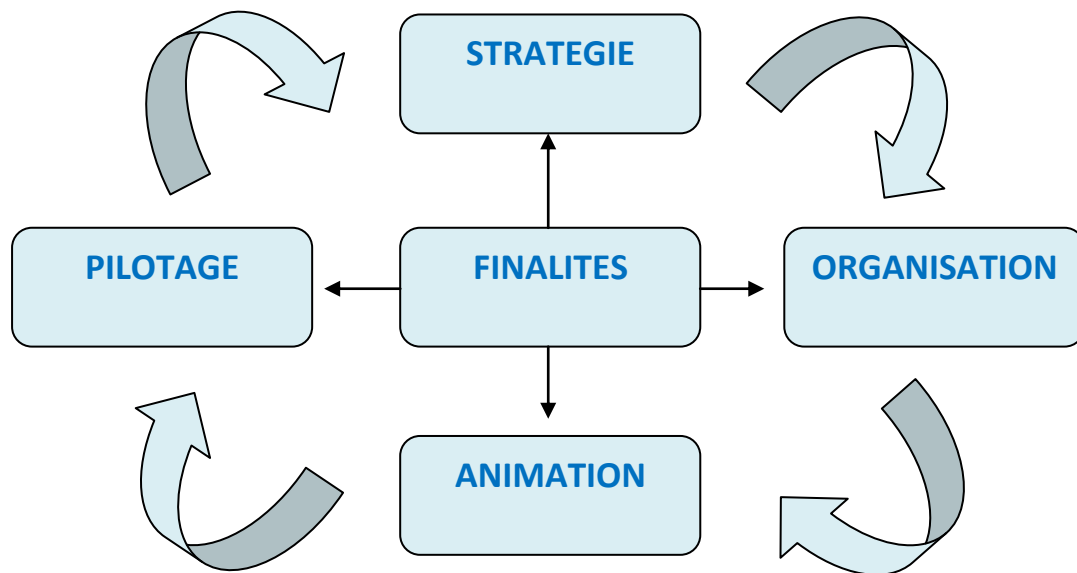 STRATEGIE
PILOTAGE
FINALITES
ORGANISATION
ANIMATION